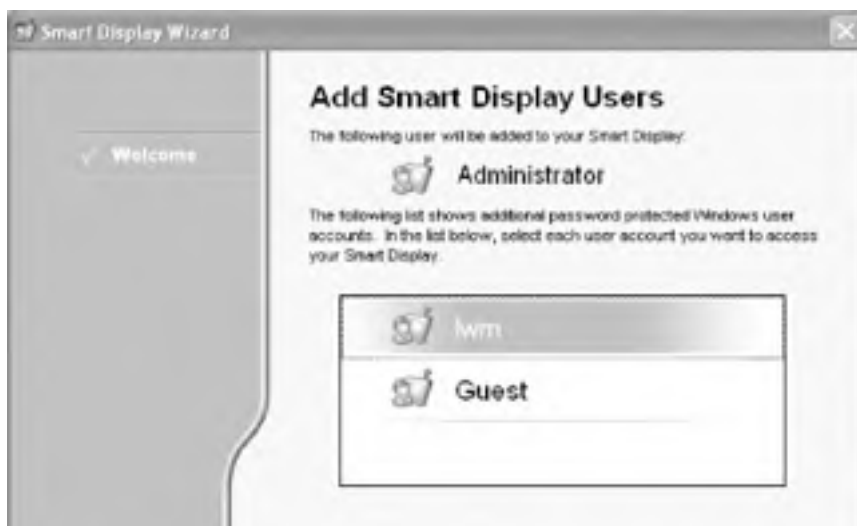 Smart Display Wizard
Welcome
Add Smart Display Users
The following user will be added to your Smart Display:
Administrator
The following list shows additional password protected Windows user
accounts. In the list below, select each user account you want to access
your Smart Display.
lwm
Guest